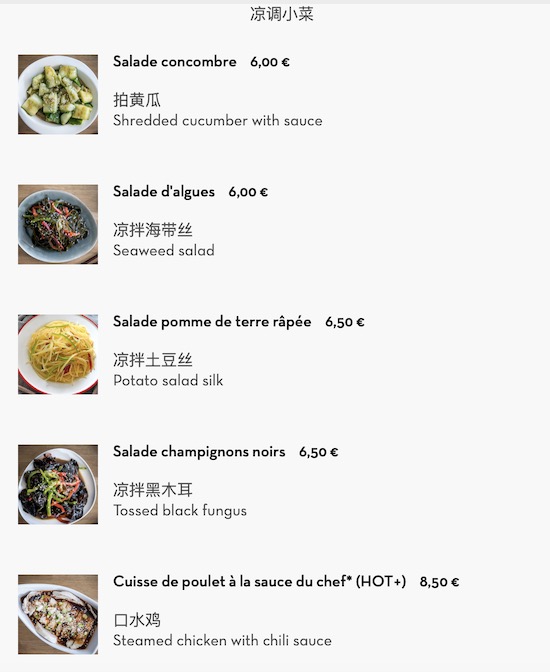 凉调小菜
Salade concombre 6,00 €
拍黄瓜
Shredded cucumber with sauce
Salade d'algues 6,00 €
凉拌海带丝
Seaweed salad
Salade pomme de terre râpée 6,50 €
凉拌土豆丝
Potato salad silk
Salade champignons noirs 6,50 €
凉拌黑木耳
Tossed black fungus
Cuisse de poulet à la sauce du chef* (HOT+) 8,50 €
口水鸡
Steamed chicken with chili sauce